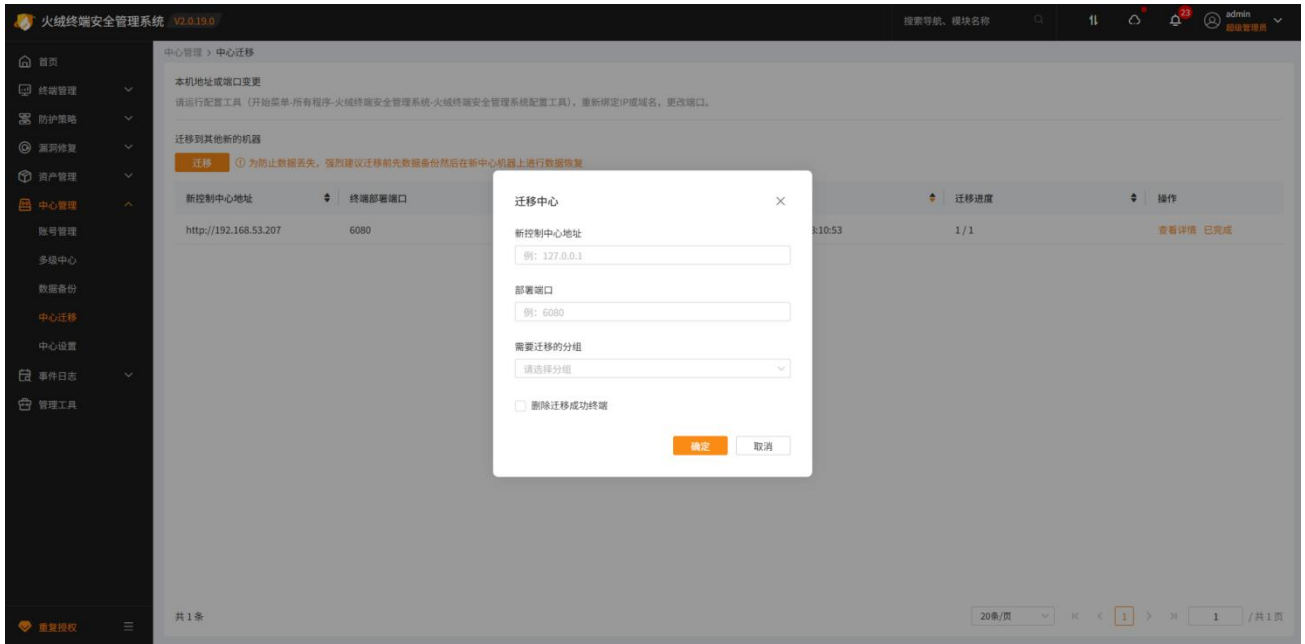 火绒终端安全管理系统 V2.0.19.0
搜索导航、模块名称
23
admin
超级管理员
首页
终端管理
防护策略
漏洞修复
资产管理
中心管理
账号管理
多级中心
数据备份
中心迁移
中心设置
事件日志
管理工具
重复授权
中心管理 > 中心迁移
本机地址或端口变更
请运行配置工具（开始菜单-所有程序-火绒终端安全管理系统-火绒终端安全管理系统配置工具），重新绑定IP或域名，更改端口。
迁移到其他新的机器
迁移 为防止数据丢失，强烈建议迁移前先数据备份然后在新中心机器上进行数据恢复
新控制中心地址 终端部署端口 迁移进度 操作
http://192.168.53.207 6080 3:10:53 1 / 1 查看详情 已完成
迁移中心
新控制中心地址
例：127.0.0.1
部署端口
例：6080
需要迁移的分组
请选择分组
删除迁移成功终端
确定 取消
共 1 条
20条/页 1 1 / 共 1 页